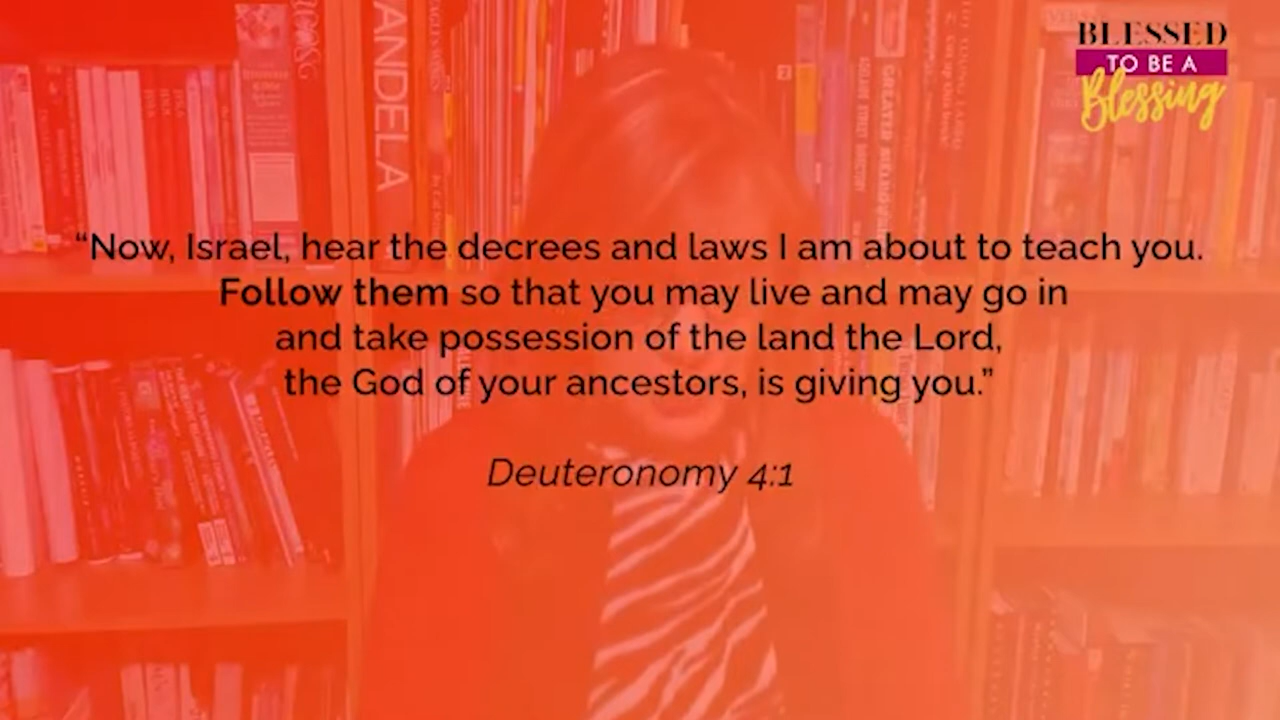 BLESSED
TO BE A
Blessing
ANDELA
“Now, Israel, hear the decrees and laws I am about to teach you.
Follow them so that you may live and may go in
and take possession of the land the Lord,
the God of your ancestors, is giving you.”
Deuteronomy 4:1